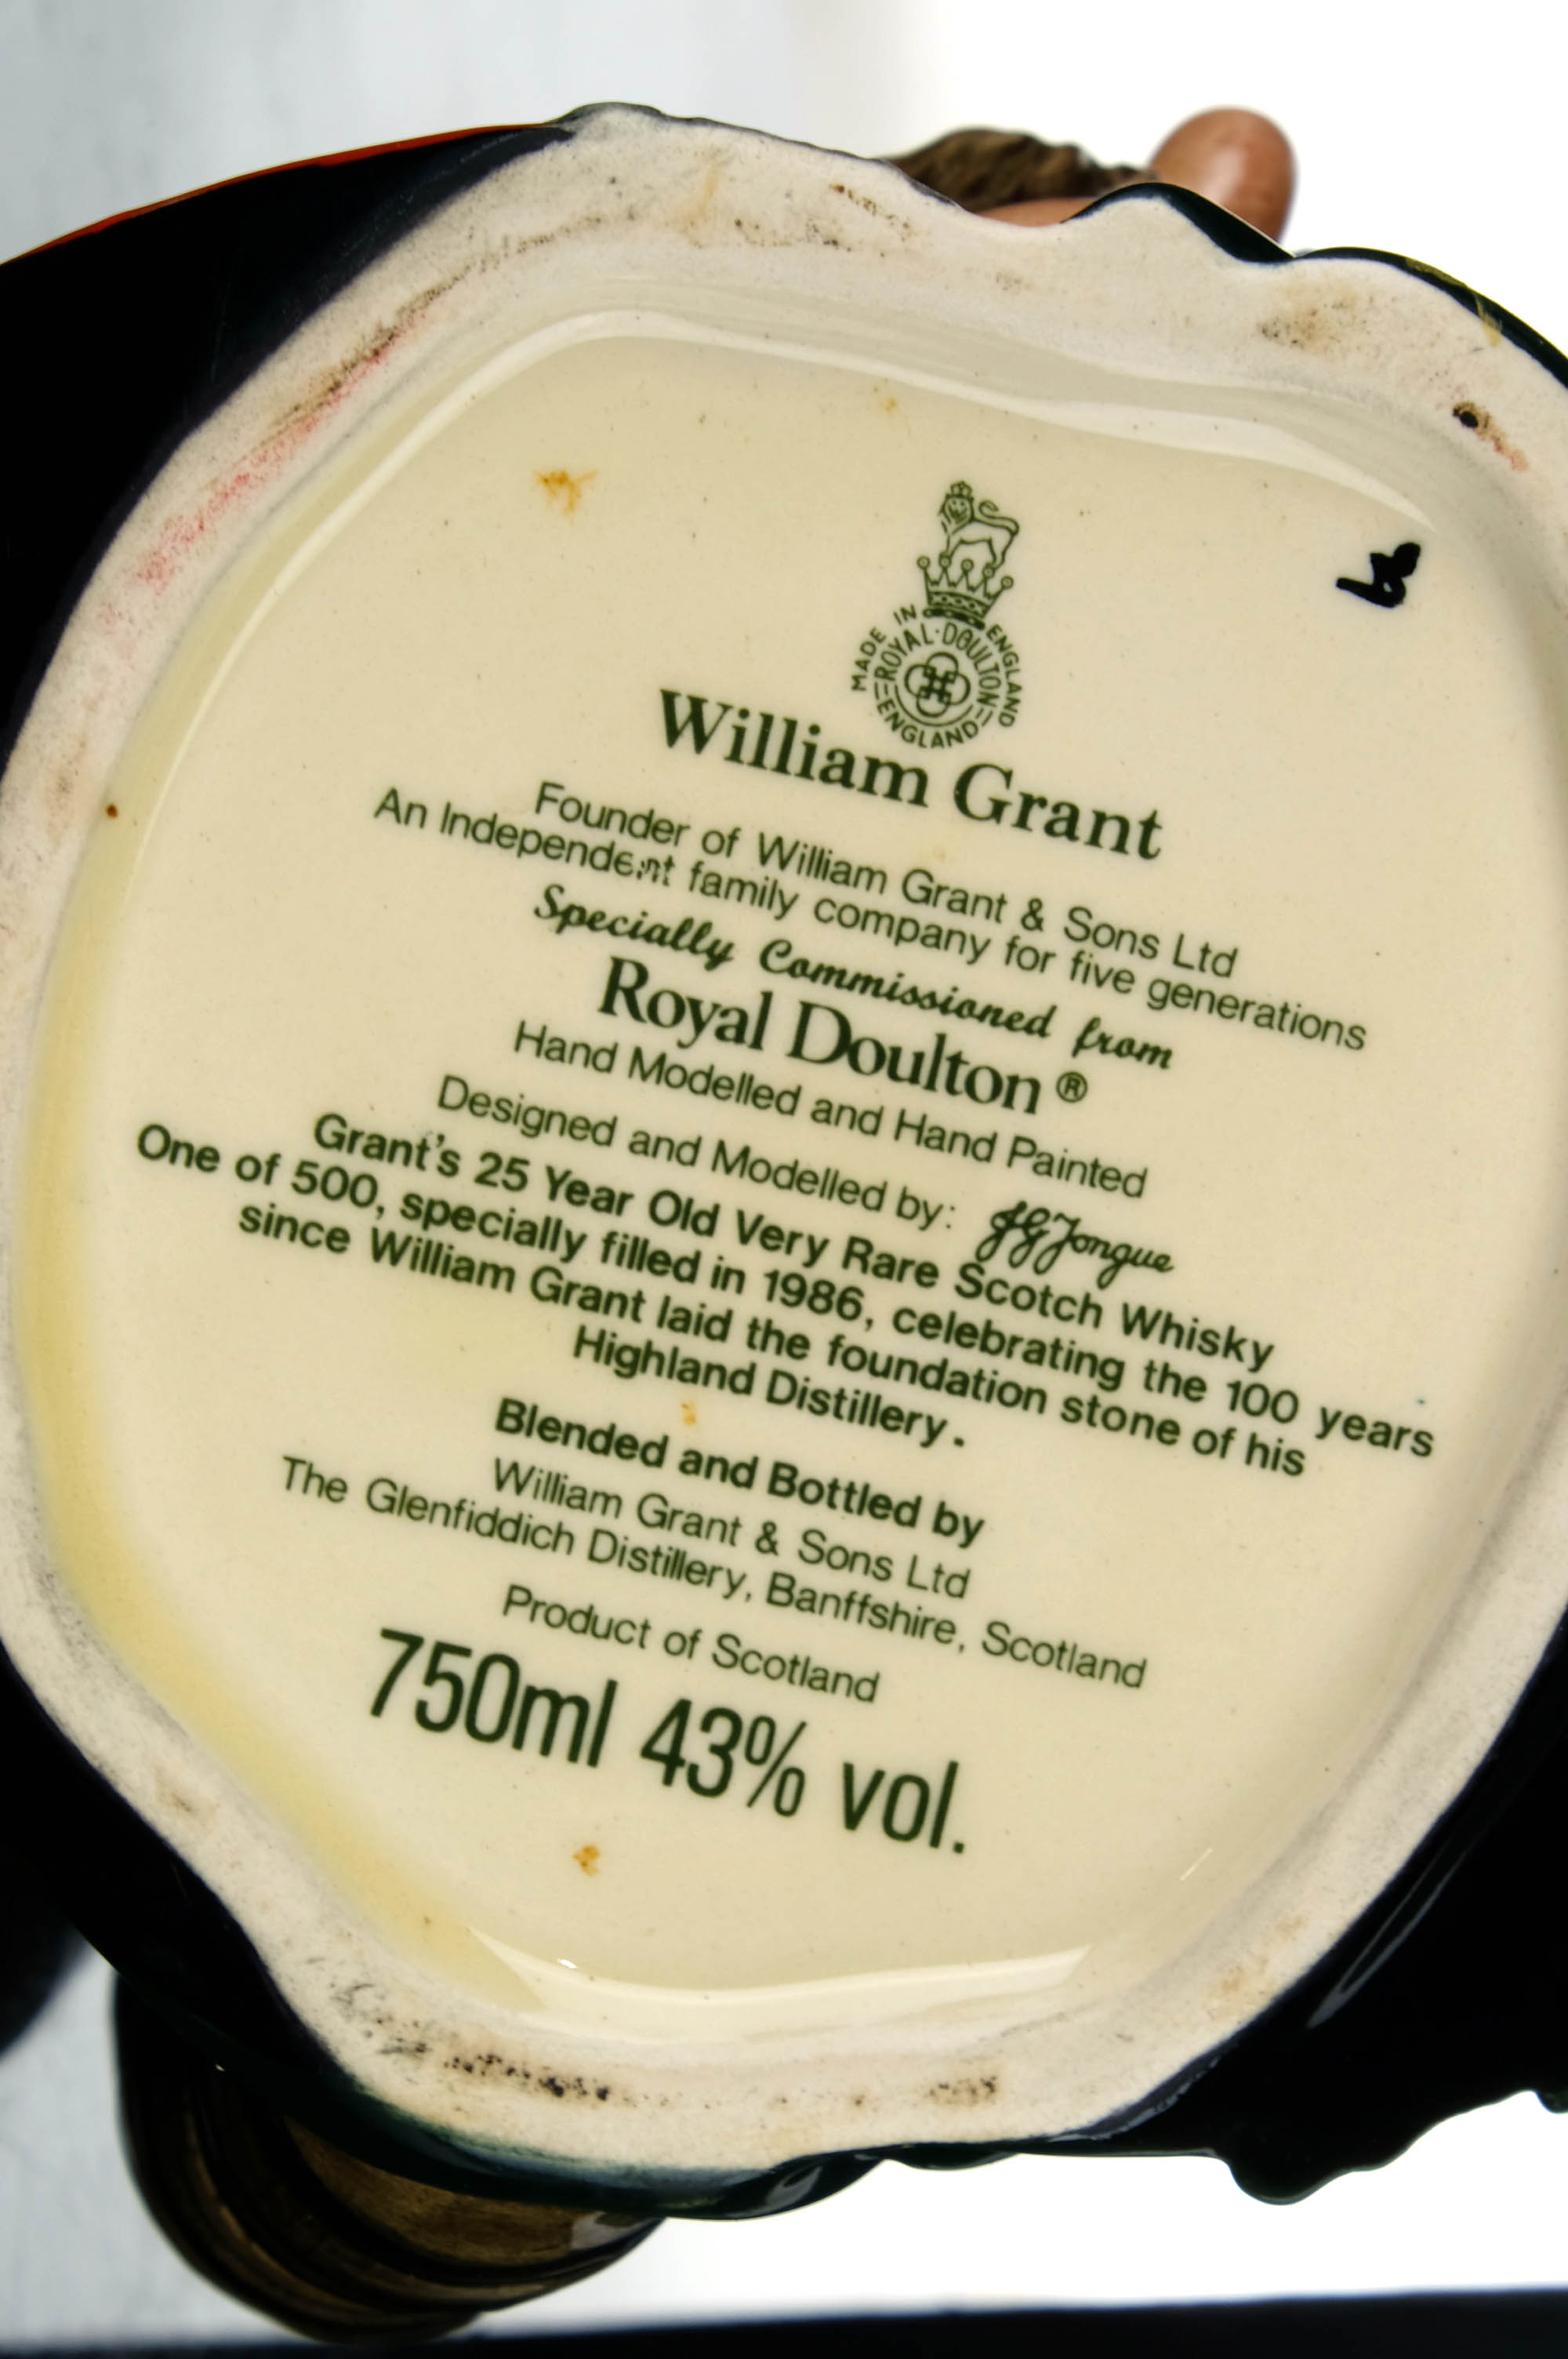 MADE IN ENGLAND
ROYAL · DOULTON
ENGLAND
William Grant
Founder of William Grant & Sons Ltd
An Independent family company for five generations
Specially Commissioned from
Royal Doulton ®
Hand Modelled and Hand Painted
Designed and Modelled by: JGTongue
Grant's 25 Year Old Very Rare Scotch Whisky
One of 500, specially filled in 1986, celebrating the 100 years
since William Grant laid the foundation stone of his
Highland Distillery.
Blended and Bottled by
William Grant & Sons Ltd
The Glenfiddich Distillery, Banffshire, Scotland
Product of Scotland
750ml 43% vol.